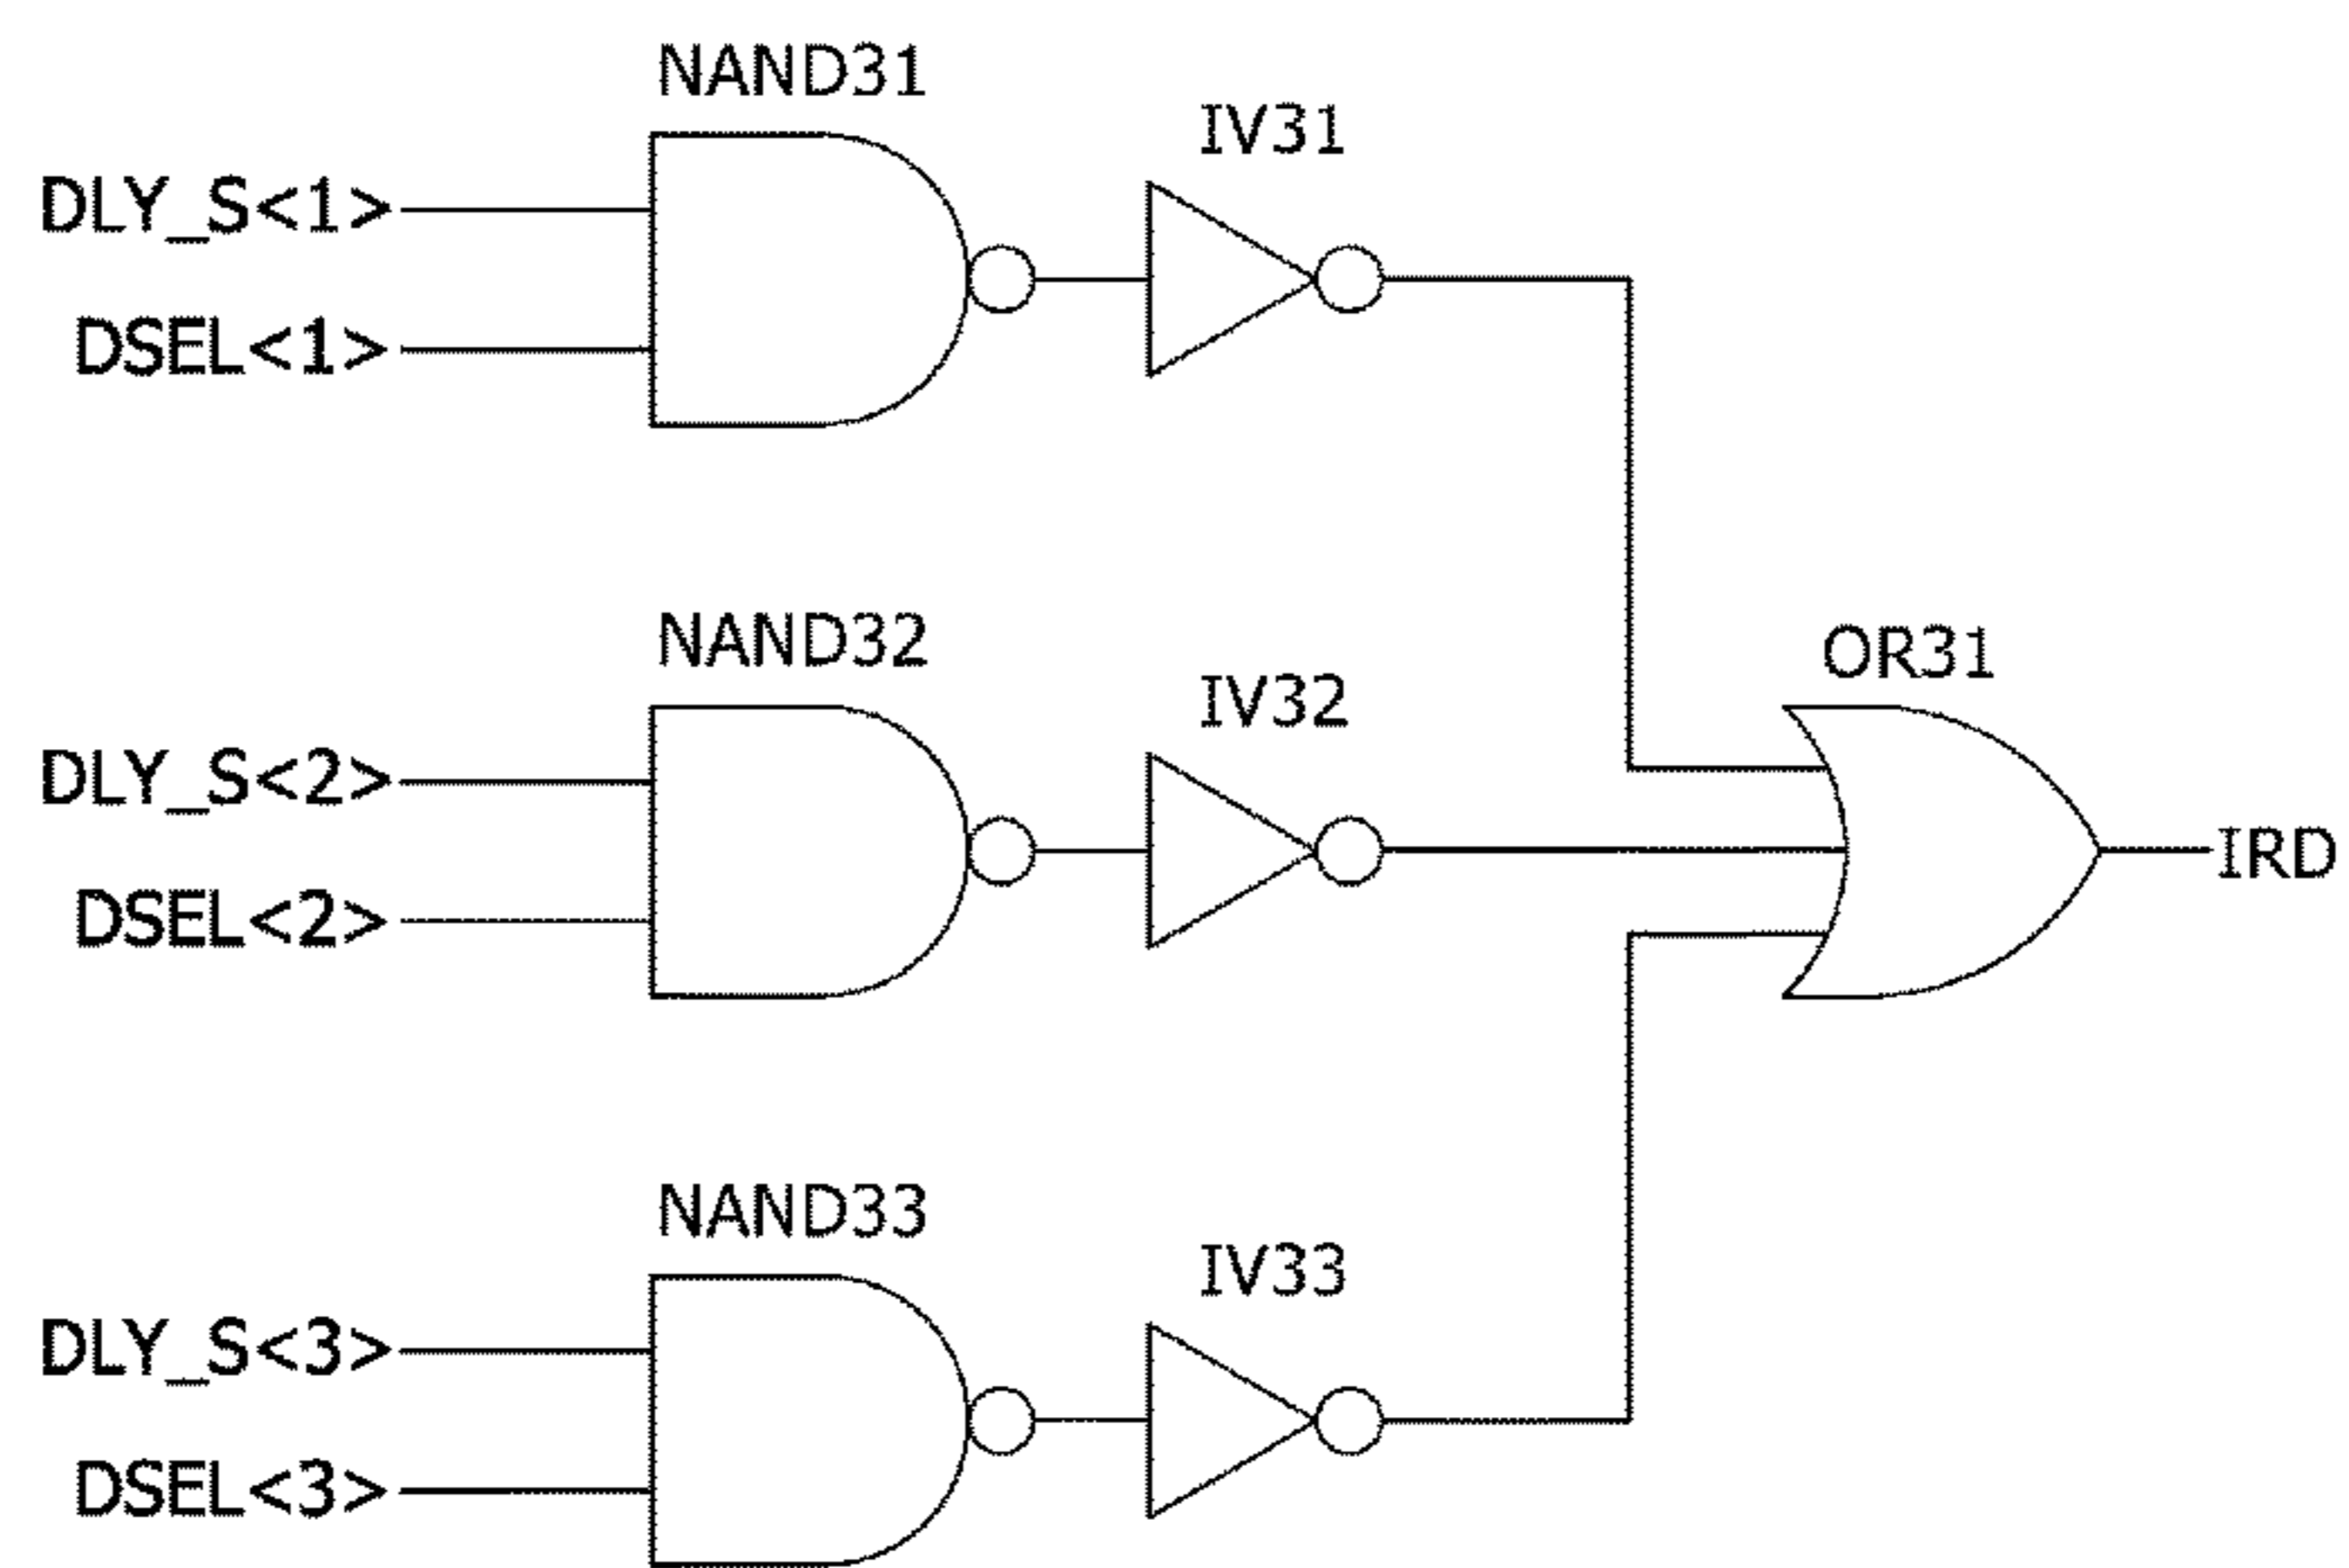 NAND31
IV31
DLY_S<1>
DSEL<1>
NAND32
IV32
OR31
DLY_S<2>
IRD
DSEL<2>
NAND33
IV33
DLY_S<3>
DSEL<3>